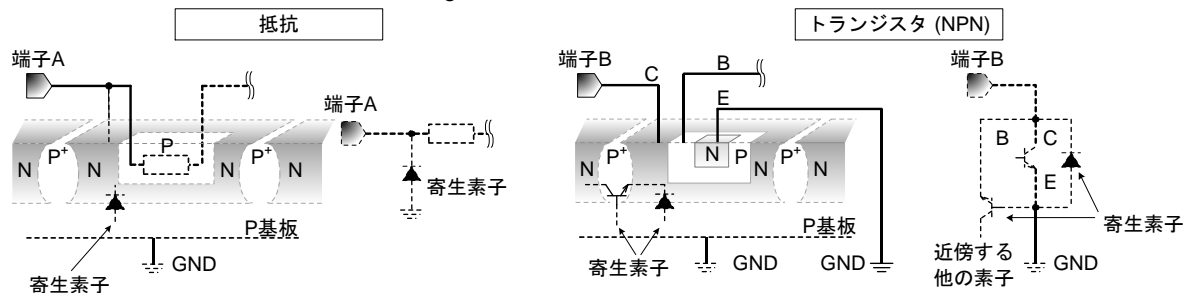 抵抗
トランジスタ (NPN)
端子A
端子A
P
N P+ N P+ N
寄生素子
P基板
寄生素子
GND
端子B
C
B
E
N P+ N N P P+ N
P基板
寄生素子
GND
GND
端子B
B C
E
寄生素子
近傍する
他の素子
GND